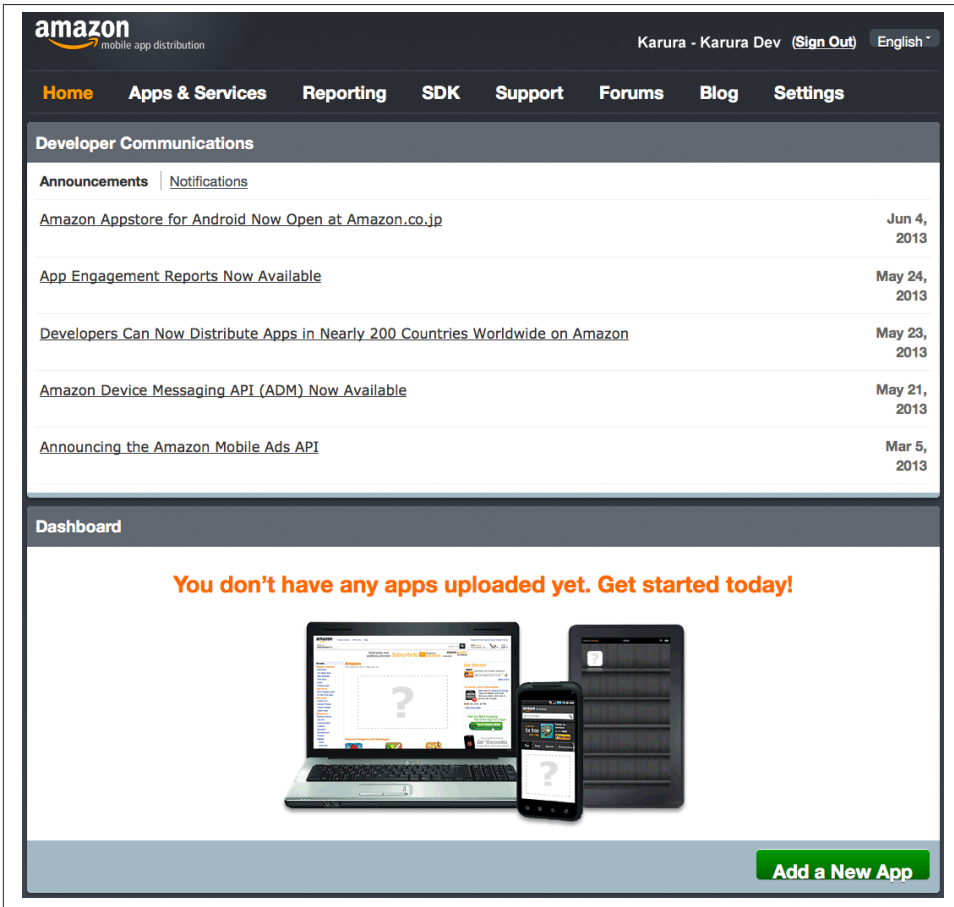 amazon
mobile app distribution
Karura - Karura Dev (Sign Out) English
Home Apps & Services Reporting SDK Support Forums Blog Settings
Developer Communications
Announcements Notifications
Amazon Appstore for Android Now Open at Amazon.co.jp Jun 4,
2013
App Engagement Reports Now Available May 24,
2013
Developers Can Now Distribute Apps in Nearly 200 Countries Worldwide on Amazon May 23,
2013
Amazon Device Messaging API (ADM) Now Available May 21,
2013
Announcing the Amazon Mobile Ads API Mar 5,
2013
Dashboard
You don't have any apps uploaded yet. Get started today!
amazon
Amazon
Get Started
?
?
?
Add a New App